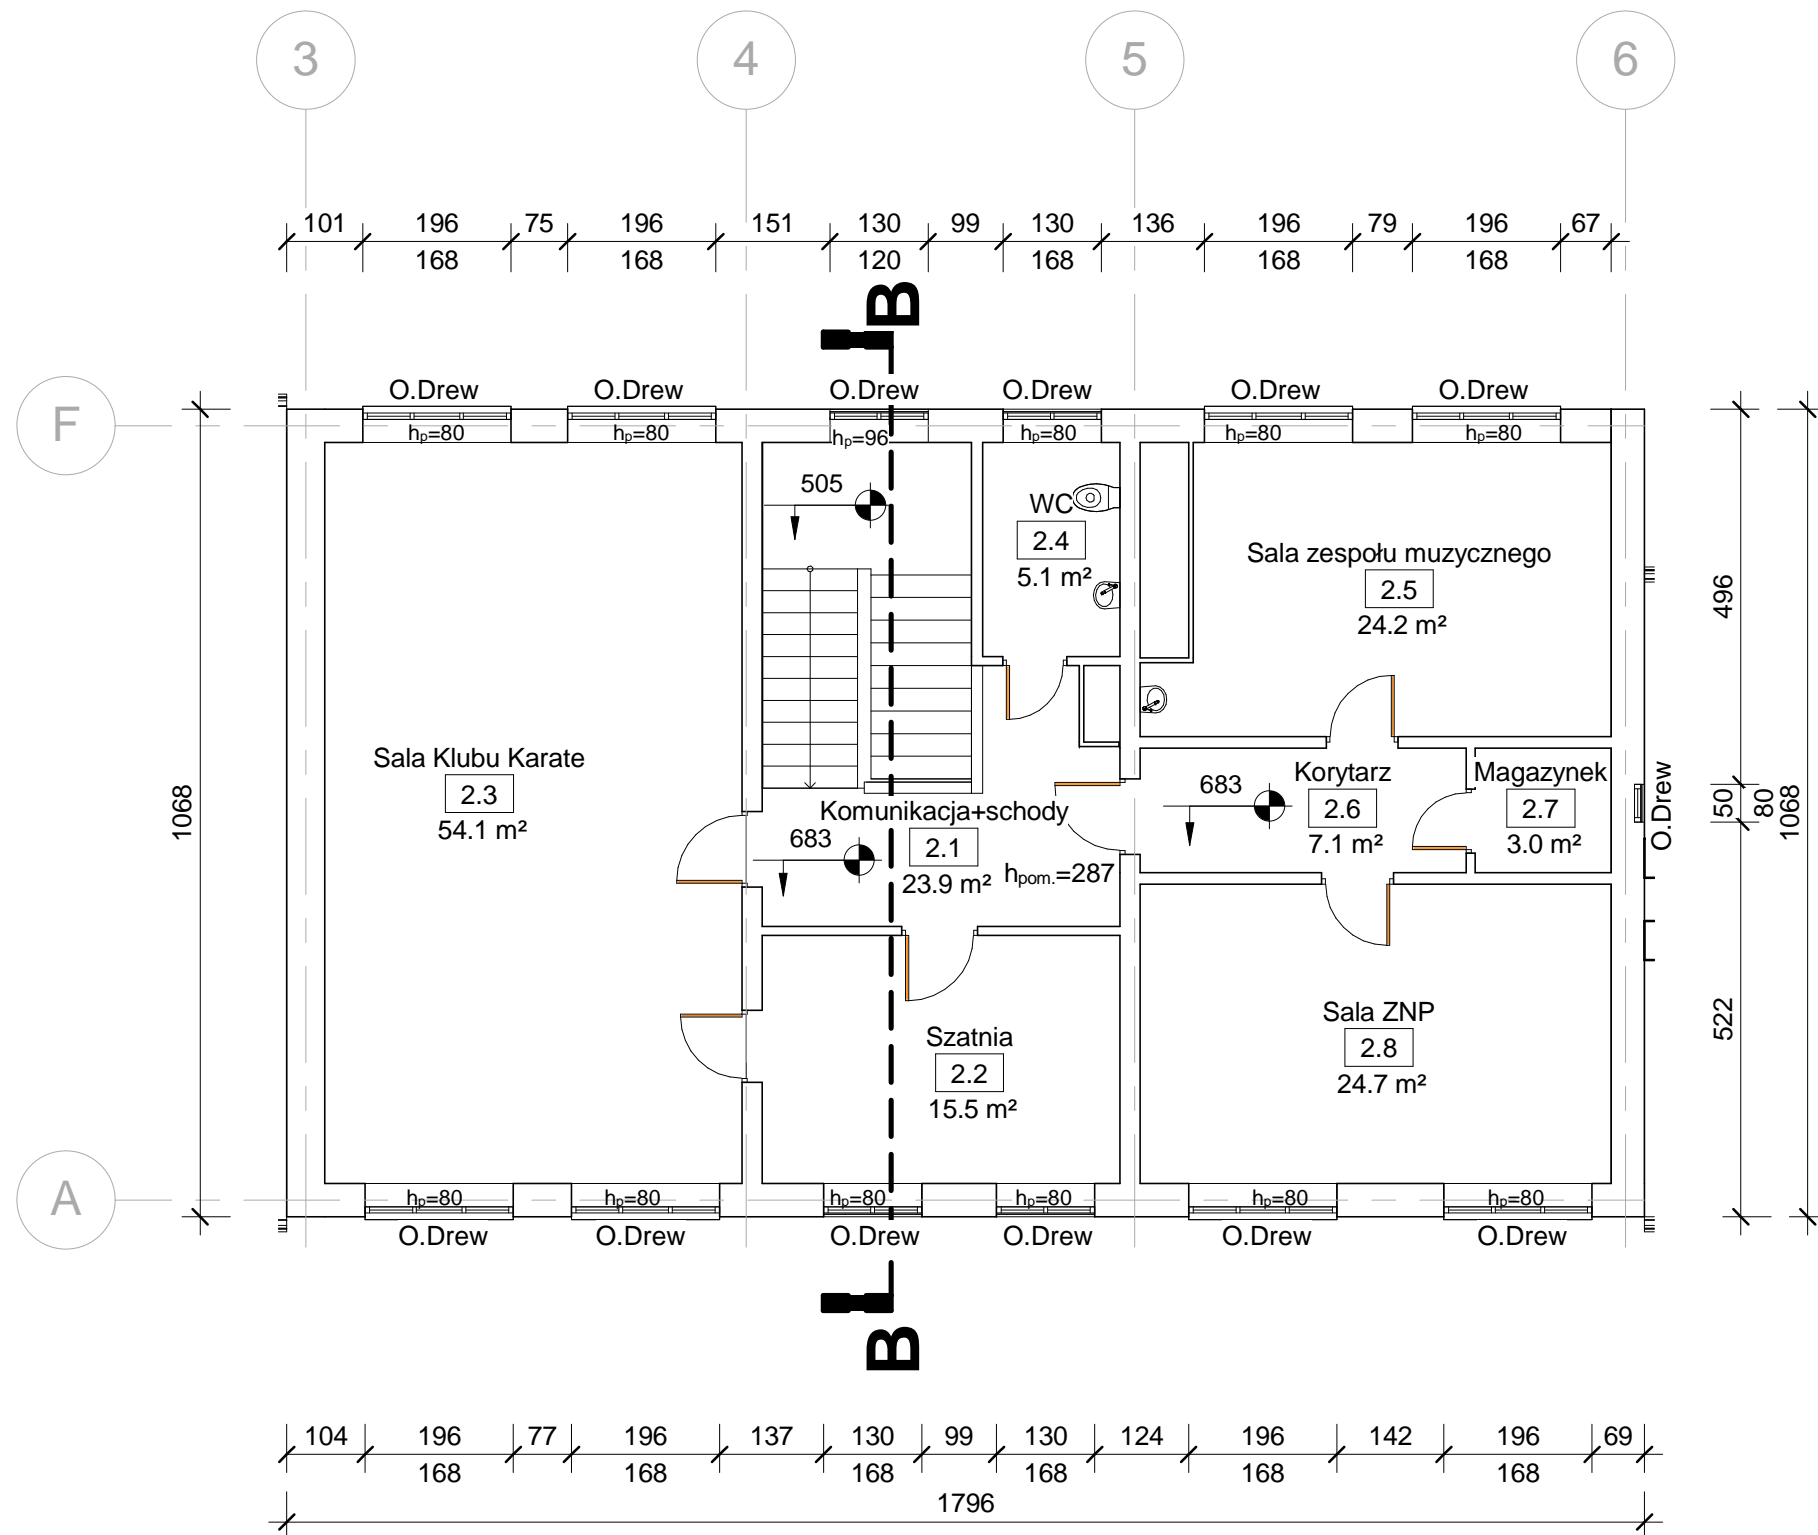 3 4 5 6
101 196 75 196 151 130 99 130 136 196 79 196 67
168 168 120 168 168 168
B
O.Drew O.Drew O.Drew O.Drew O.Drew O.Drew
F
hp=80 hp=80 hp=96 hp=80 hp=80 hp=80
505
WC
2.4
5.1 m²
Sala zespołu muzycznego
2.5
24.2 m²
496
Sala Klubu Karate
2.3
54.1 m²
1068
Komunikacja+schody
2.1
23.9 m²
hpom.=287
683
683
Korytarz
2.6
7.1 m²
Magazynek
2.7
3.0 m²
O.Drew
50
80
1068
522
Szatnia
2.2
15.5 m²
Sala ZNP
2.8
24.7 m²
A
hp=80 hp=80 hp=80 hp=80 hp=80 hp=80
O.Drew O.Drew O.Drew O.Drew O.Drew O.Drew
B
104 196 77 196 137 130 99 130 124 196 142 196 69
168 168 168 168 168 168
1796